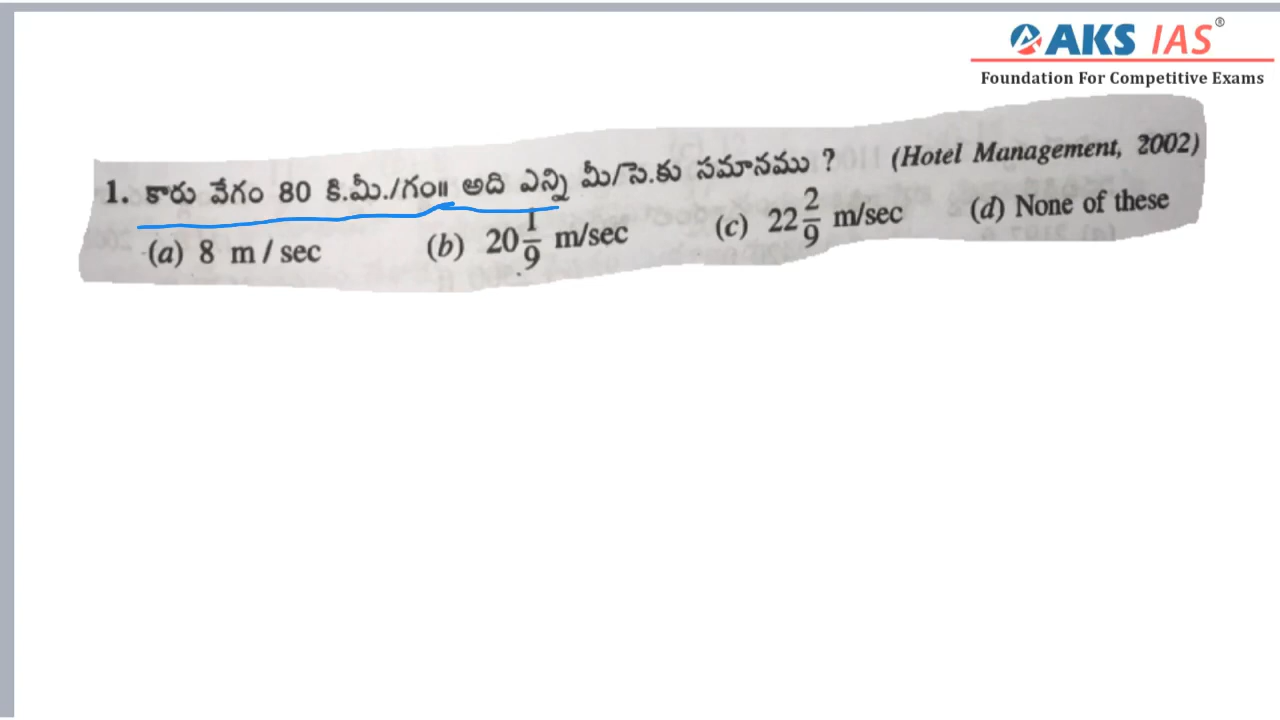 AKS IAS®
Foundation For Competitive Exams
1. కారు వేగం 80 కి.మీ./గం॥ అది ఎన్ని మీ/సె.కు సమానము ? (Hotel Management, 2002)
(a) 8 m / sec (b) 20 1/9 m/sec (c) 22 2/9 m/sec (d) None of these